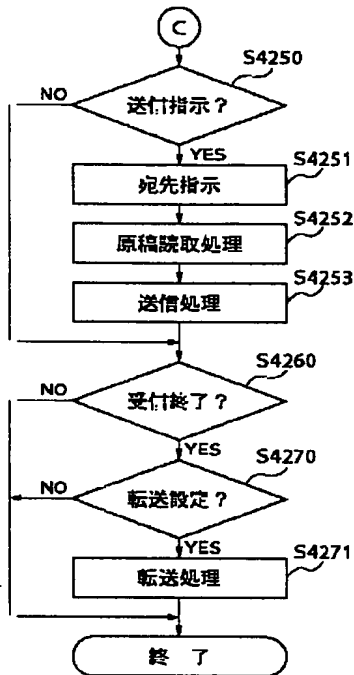 C
S4250
NO
送信指示？
YES
S4251
宛先指示
S4252
原稿読取処理
S4253
送信処理
S4260
NO
受信終了？
YES
S4270
NO
転送設定？
YES
S4271
転送処理
終 了